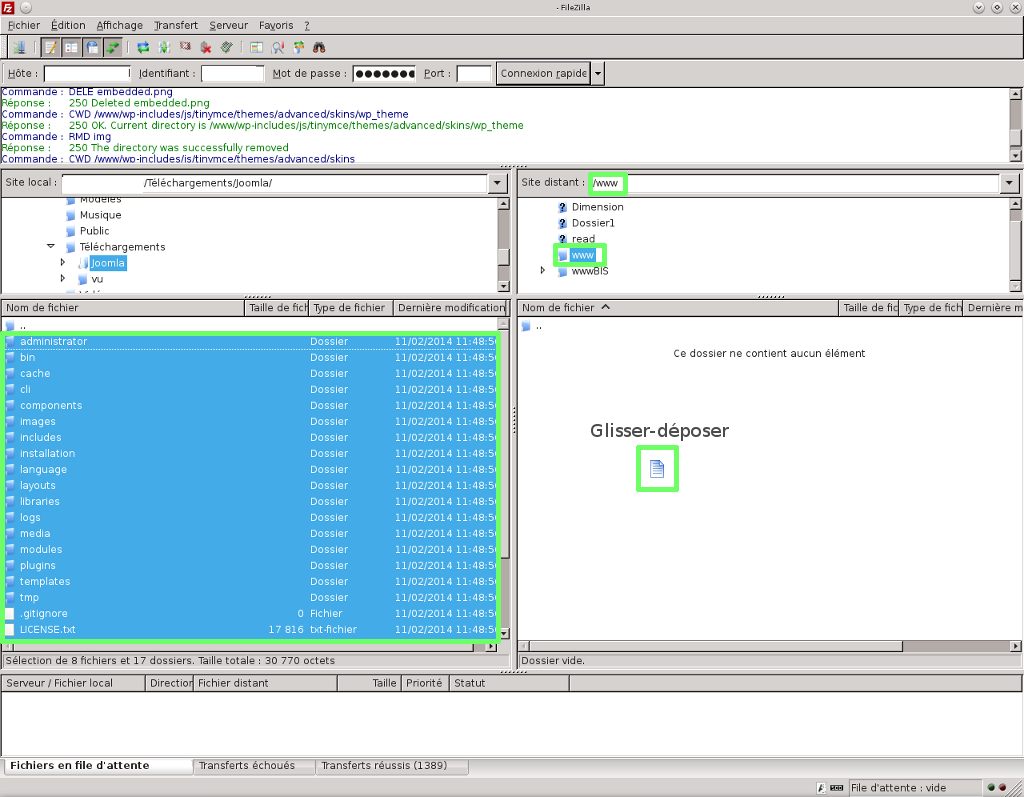 - FileZilla
Fichier Édition Affichage Transfert Serveur Favoris ?
Hôte : Identifiant : Mot de passe : ●●●●●●● Port : Connexion rapide
Commande : DELE embedded.png
Réponse : 250 Deleted embedded.png
Commande : CWD /www/wp-includes/js/tinymce/themes/advanced/skins/wp_theme
Réponse : 250 OK. Current directory is /www/wp-includes/js/tinymce/themes/advanced/skins/wp_theme
Commande : RMD img
Réponse : 250 The directory was successfully removed
Commande : CWD /www/wp-includes/js/tinymce/themes/advanced/skins
Site local : /Téléchargements/Joomla/
Modèles
Musique
Public
Téléchargements
Joomla
vu
Site distant : /www
Dimension
Dossier1
read
www
wwwBIS
Nom de fichier Taille de fich Type de fichier Dernière modification
..
administrator Dossier 11/02/2014 11:48:5
bin Dossier 11/02/2014 11:48:5
cache Dossier 11/02/2014 11:48:5
cli Dossier 11/02/2014 11:48:5
components Dossier 11/02/2014 11:48:5
images Dossier 11/02/2014 11:48:5
includes Dossier 11/02/2014 11:48:5
installation Dossier 11/02/2014 11:48:5
language Dossier 11/02/2014 11:48:5
layouts Dossier 11/02/2014 11:48:5
libraries Dossier 11/02/2014 11:48:5
logs Dossier 11/02/2014 11:48:5
media Dossier 11/02/2014 11:48:5
modules Dossier 11/02/2014 11:48:5
plugins Dossier 11/02/2014 11:48:5
templates Dossier 11/02/2014 11:48:5
tmp Dossier 11/02/2014 11:48:5
.gitignore 0 Fichier 11/02/2014 11:48:5
LICENSE.txt 17 816 txt-fichier 11/02/2014 11:48:5
Sélection de 8 fichiers et 17 dossiers. Taille totale : 30 770 octets
Nom de fichier Taille de fic Type de fich Dernière m
..
Ce dossier ne contient aucun élément
Glisser-déposer
Dossier vide.
Serveur / Fichier local Direction Fichier distant Taille Priorité Statut
Fichiers en file d'attente Transferts échoués Transferts réussis (1389)
File d'attente : vide